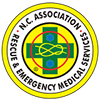 N.C. ASSOCIATION
RESCUE & EMERGENCY MEDICAL SERVICES